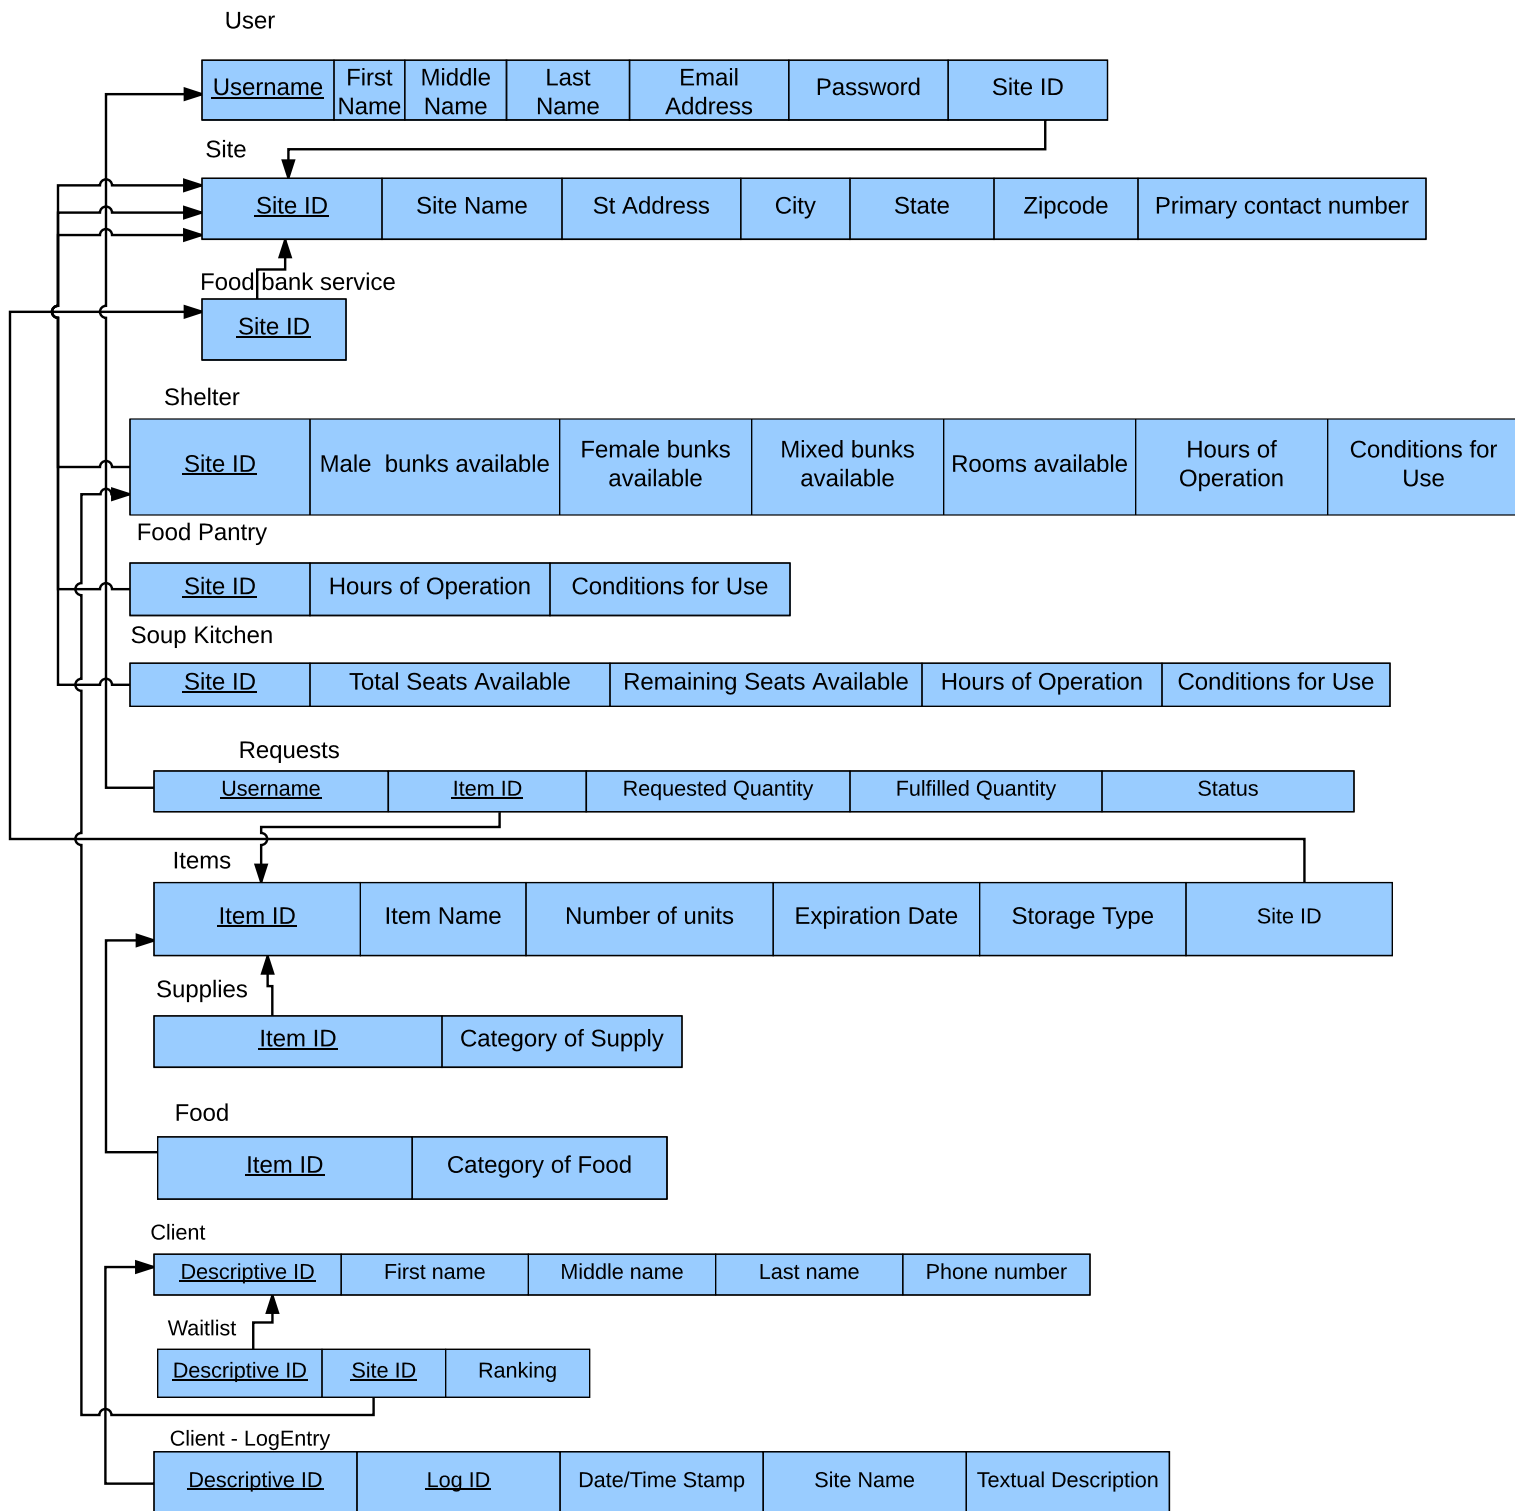 User
Username
First
Name
Middle
Name
Last
Name
Email
Address
Password
Site ID
Site
Site ID
Site Name
St Address
City
State
Zipcode
Primary contact number
Food bank service
Site ID
Shelter
Site ID
Male  bunks available
Female bunks
available
Mixed bunks
available
Rooms available
Hours of
Operation
Conditions for
Use
Food Pantry
Site ID
Hours of Operation
Conditions for Use
Soup Kitchen
Site ID
Total Seats Available
Remaining Seats Available
Hours of Operation
Conditions for Use
Requests
Username
Item ID
Requested Quantity
Fulfilled Quantity
Status
Items
Item ID
Item Name
Number of units
Expiration Date
Storage Type
Site ID
Supplies
Item ID
Category of Supply
Food
Item ID
Category of Food
Client
Descriptive ID
First name
Middle name
Last name
Phone number
Waitlist
Descriptive ID
Site ID
Ranking
Client - LogEntry
Descriptive ID
Log ID
Date/Time Stamp
Site Name
Textual Description